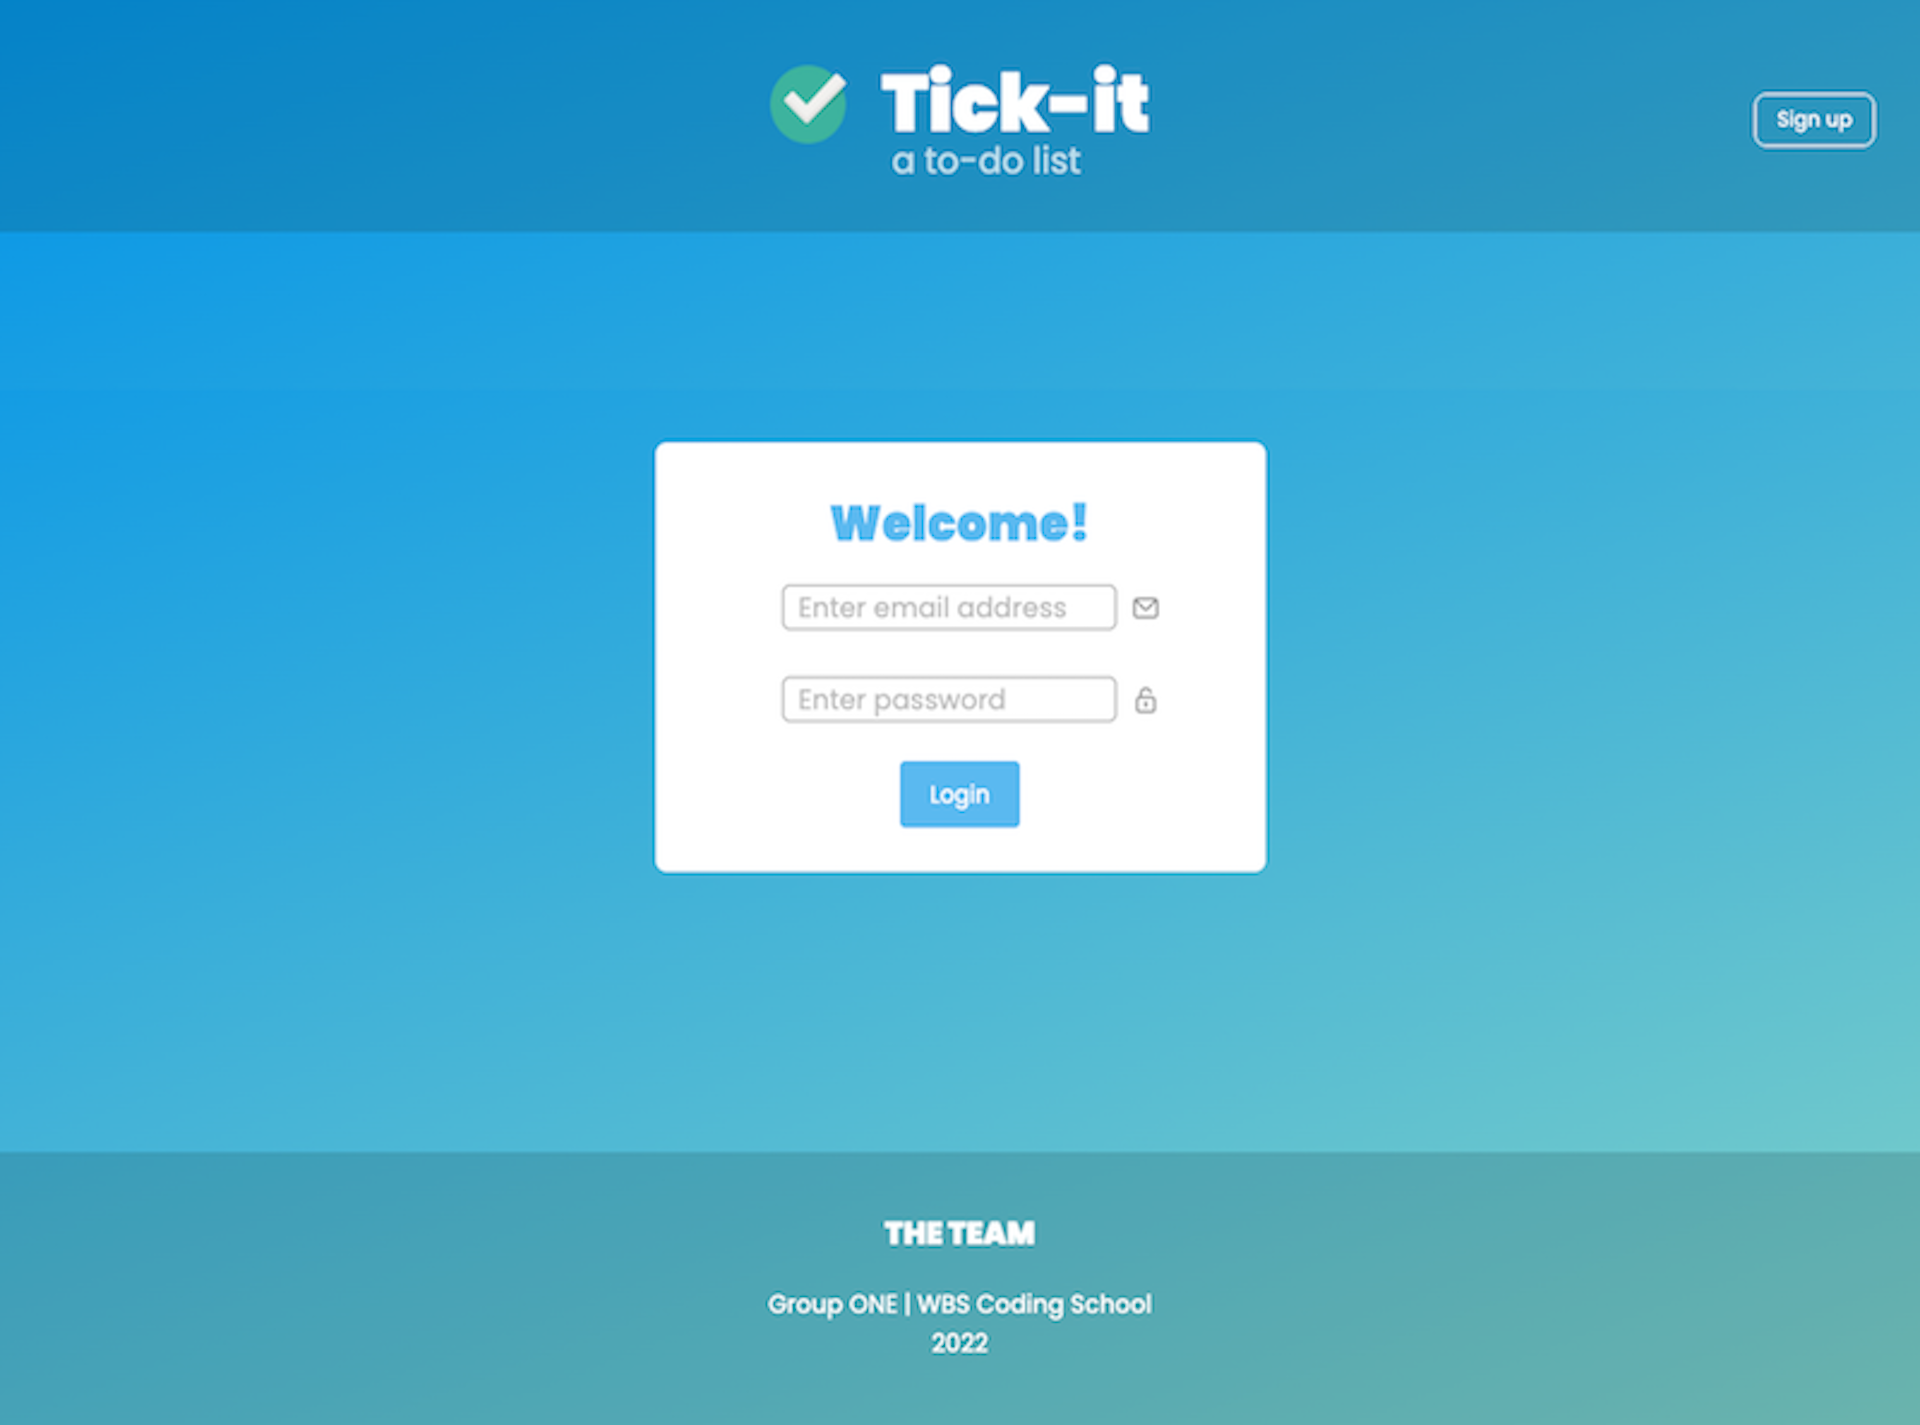 Tick-it
a to-do list
Sign up
Welcome!
Enter email address
Enter password
Login
THE TEAM
Group ONE | WBS Coding School
2022